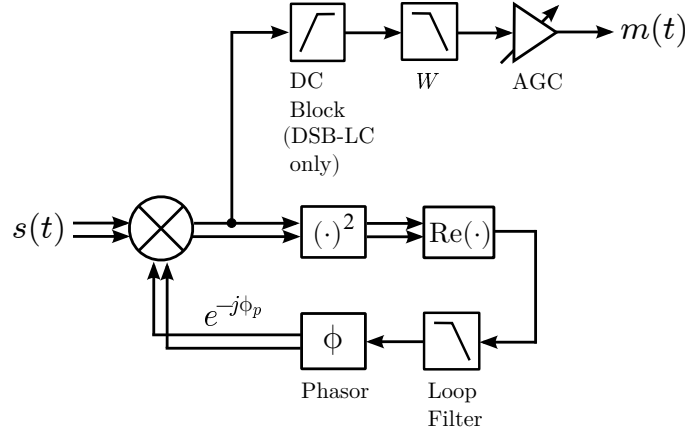 m(t)
DC
Block
(DSB-LC
only)
W
AGC
s(t)
(·)²
Re(·)
e^{-jϕ_p}
ϕ
Phasor
Loop
Filter